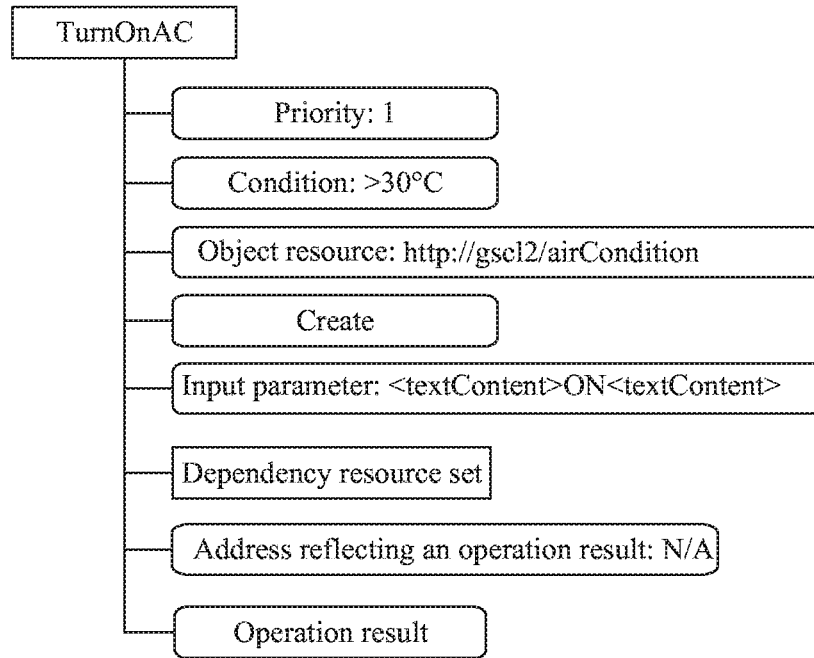 TurnOnAC
Priority: 1
Condition: >30°C
Object resource: http://gscl2/airCondition
Create
Input parameter: <textContent>ON<textContent>
Dependency resource set
Address reflecting an operation result: N/A
Operation result